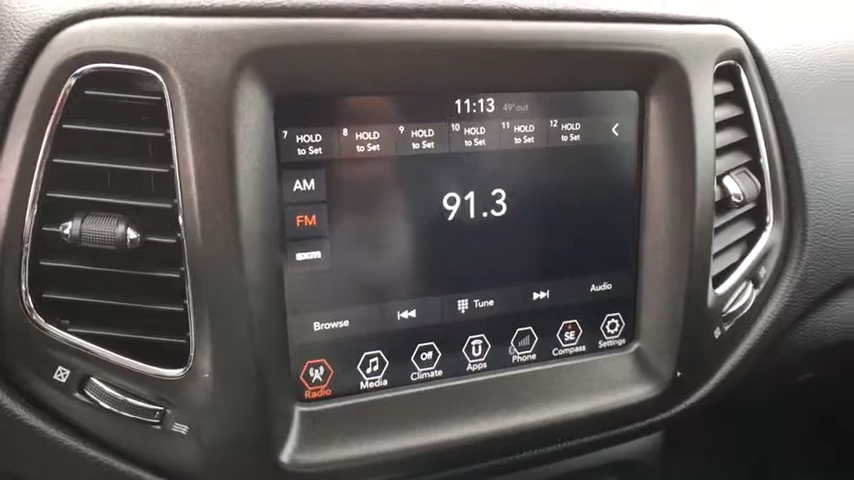 11:13 49° out
7 HOLD to Set
8 HOLD to Set
9 HOLD to Set
10 HOLD to Set
11 HOLD to Set
12 HOLD to Set
AM
FM
sxm
91.3
Browse
Tune
Audio
Radio
Media
Off
Climate
Apps
Phone
SE
Compass
Settings